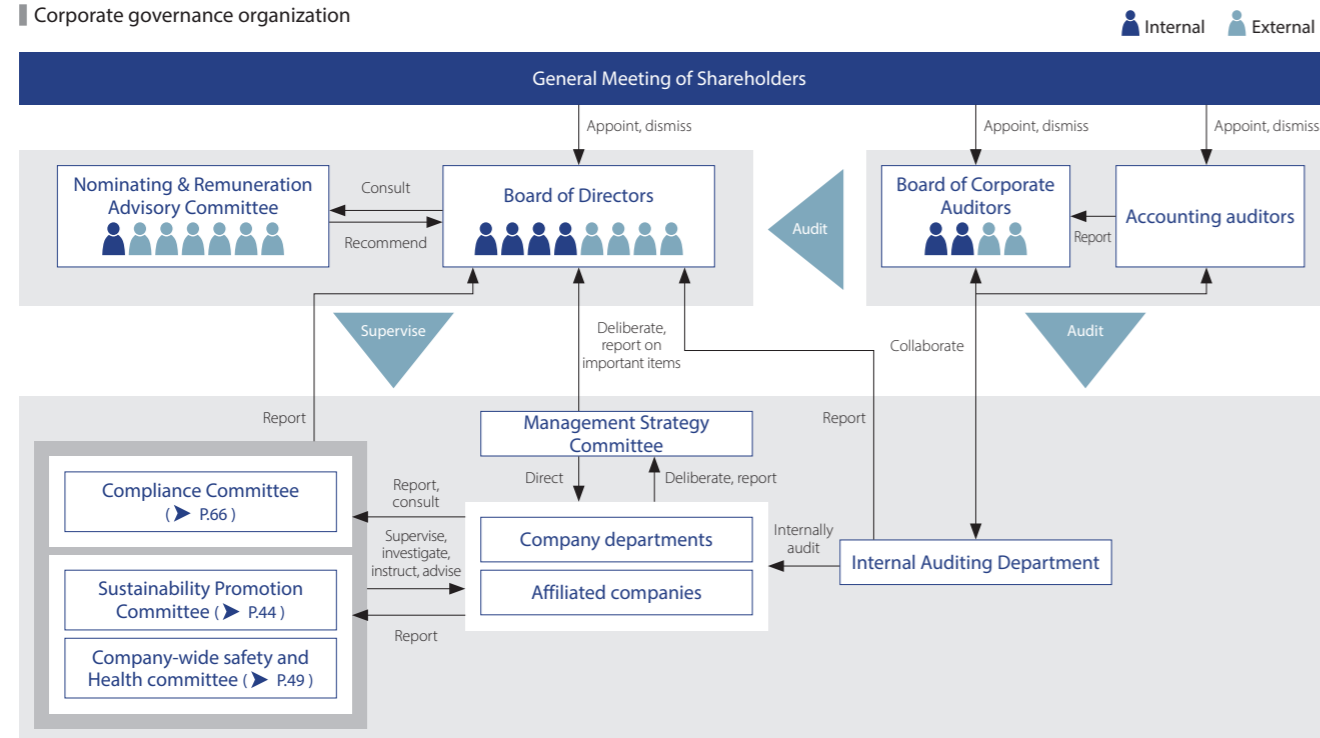 Corporate governance organization
Internal
External
General Meeting of Shareholders
Appoint, dismiss
Appoint, dismiss
Appoint, dismiss
Nominating & Remuneration
Advisory Committee
Consult
Recommend
Board of Directors
Audit
Board of Corporate
Auditors
Report
Accounting auditors
Supervise
Deliberate,
report on
important items
Collaborate
Audit
Report
Management Strategy
Committee
Report
Direct
Deliberate, report
Compliance Committee
(➤ P.66)
Report,
consult
Supervise,
investigate,
instruct, advise
Company departments
Affiliated companies
Internally
audit
Internal Auditing Department
Sustainability Promotion
Committee (➤ P.44)
Report
Company-wide safety and
Health committee (➤ P.49)